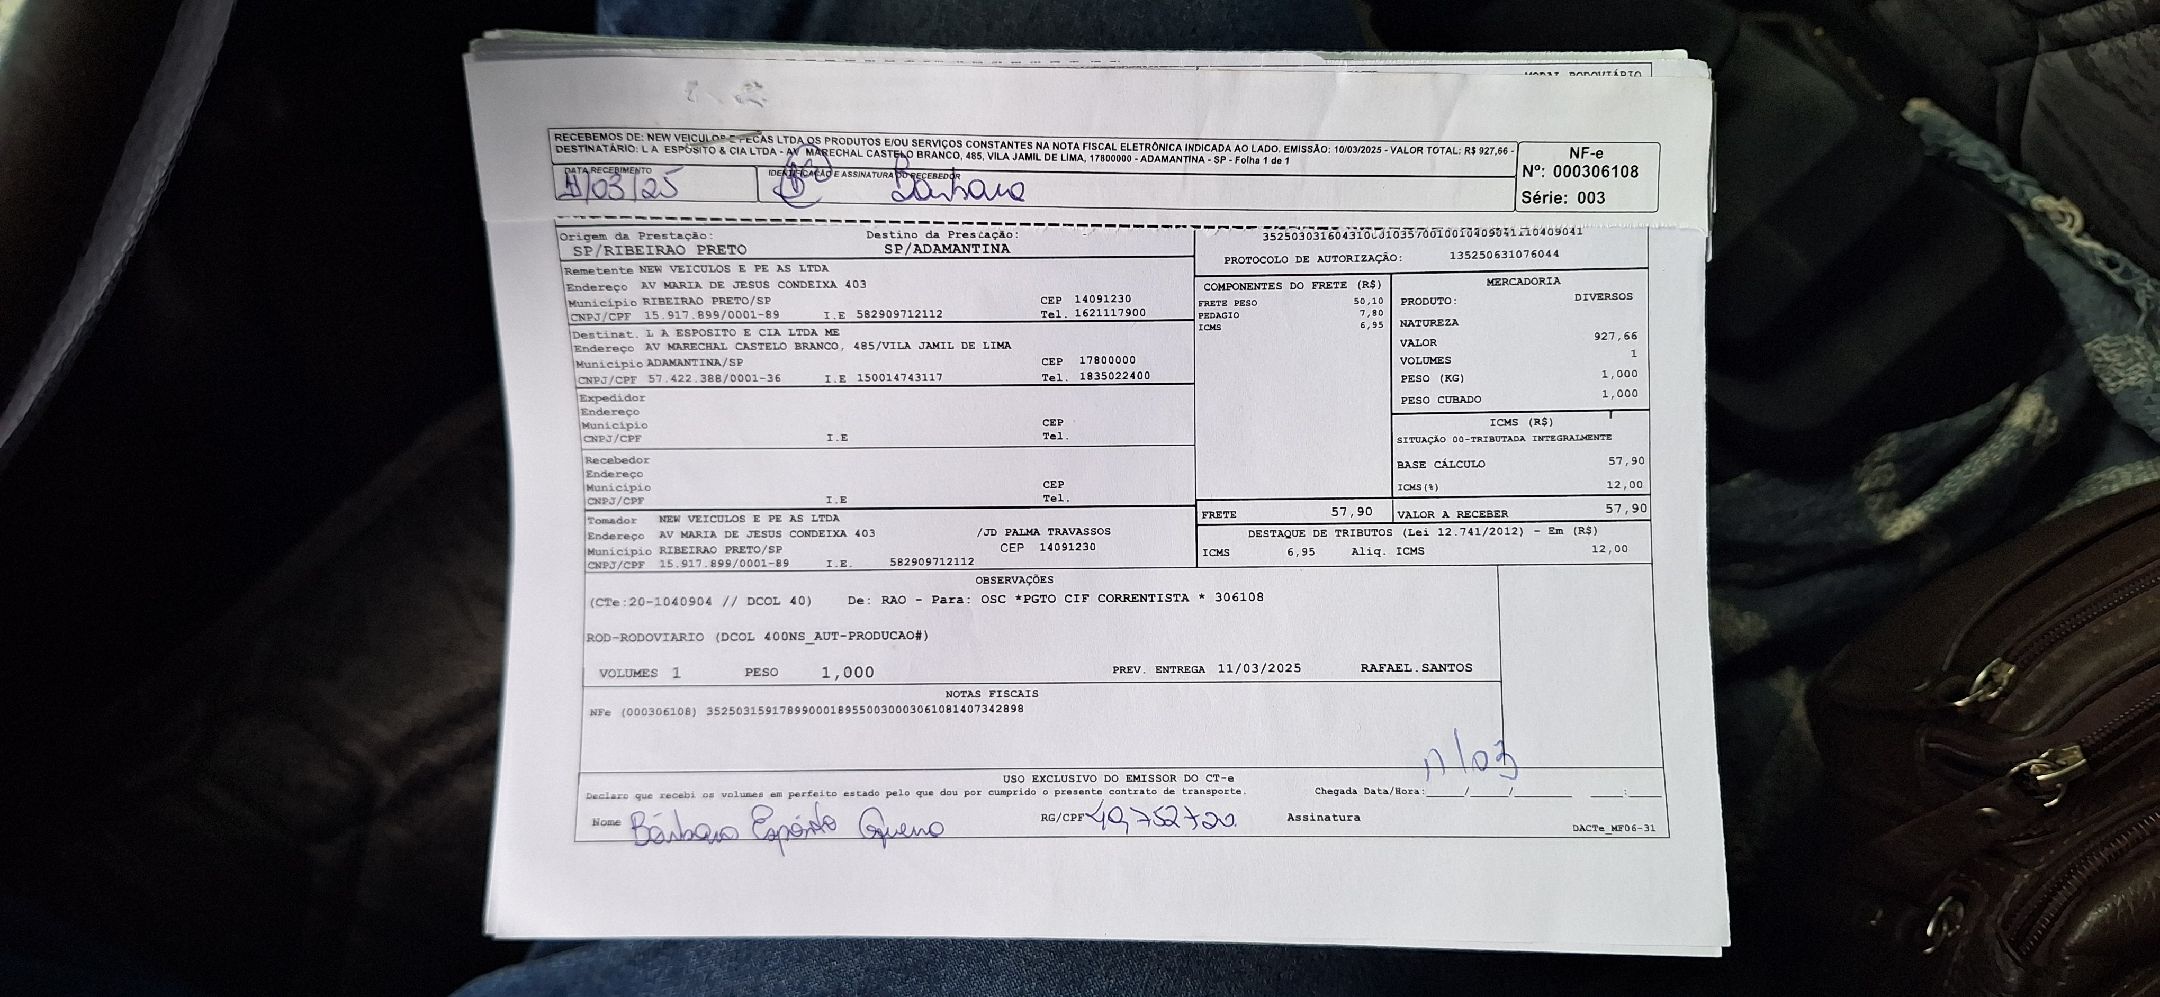 RECEBEMOS DE: NEW VEICULOS E PECAS LTDA OS PRODUTOS E/OU SERVIÇOS CONSTANTES NA NOTA FISCAL ELETRÔNICA INDICADA AO LADO. EMISSÃO: 10/03/2025 - VALOR TOTAL: R$ 927,66 -
DESTINATÁRIO: L A ESPOSITO & CIA LTDA - AV MARECHAL CASTELO BRANCO, 485, VILA JAMIL DE LIMA, 17800000 - ADAMANTINA - SP - Folha 1 de 1
NF-e
Nº: 000306108
Série: 003
DATA RECEBIMENTO
11/03/25
IDENTIFICAÇÃO E ASSINATURA DO RECEBEDOR
Bárbara
Origem da Prestação: Destino da Prestação:
SP/RIBEIRAO PRETO SP/ADAMANTINA
PROTOCOLO DE AUTORIZAÇÃO: 135250631076044
Remetente NEW VEICULOS E PE AS LTDA
Endereço AV MARIA DE JESUS CONDEIXA 403
Município RIBEIRAO PRETO/SP CEP 14091230
CNPJ/CPF 15.917.899/0001-89 I.E 582909712112 Tel. 1621117900
Destinat. L A ESPOSITO E CIA LTDA ME
Endereço AV MARECHAL CASTELO BRANCO, 485/VILA JAMIL DE LIMA
Município ADAMANTINA/SP CEP 17800000
CNPJ/CPF 57.422.388/0001-36 I.E 150014743117 Tel. 1835022400
Expedidor
Endereço
Município CEP
CNPJ/CPF I.E Tel.
Recebedor
Endereço
Município CEP
CNPJ/CPF I.E Tel.
Tomador NEW VEICULOS E PE AS LTDA
Endereço AV MARIA DE JESUS CONDEIXA 403 /JD PALMA TRAVASSOS
Município RIBEIRAO PRETO/SP CEP 14091230
CNPJ/CPF 15.917.899/0001-89 I.E. 582909712112
COMPONENTES DO FRETE (R$)
FRETE PESO 50,10
PEDAGIO 7,80
ICMS 6,95
MERCADORIA
PRODUTO: DIVERSOS
NATUREZA
VALOR 927,66
VOLUMES 1
PESO (KG) 1,000
PESO CUBADO 1,000
ICMS (R$)
SITUAÇÃO 00-TRIBUTADA INTEGRALMENTE
BASE CÁLCULO 57,90
ICMS(%) 12,00
FRETE 57,90 VALOR A RECEBER 57,90
DESTAQUE DE TRIBUTOS (Lei 12.741/2012) - Em (R$)
ICMS 6,95 Aliq. ICMS 12,00
OBSERVAÇÕES
(CTe:20-1040904 // DCOL 40) De: RAO - Para: OSC *PGTO CIF CORRENTISTA * 306108
ROD-RODOVIARIO (DCOL 400NS_AUT-PRODUCAO#)
VOLUMES 1 PESO 1,000 PREV. ENTREGA 11/03/2025 RAFAEL.SANTOS
NOTAS FISCAIS
NFe (000306108) 35250315917899000189550030003061081407342898
11/03
USO EXCLUSIVO DO EMISSOR DO CT-e
Declaro que recebi os volumes em perfeito estado pelo que dou por cumprido o presente contrato de transporte. Chegada Data/Hora:____/____/______ ____:____
Nome Bárbara Espósito RG/CPF Assinatura
DACTe_MF06-31